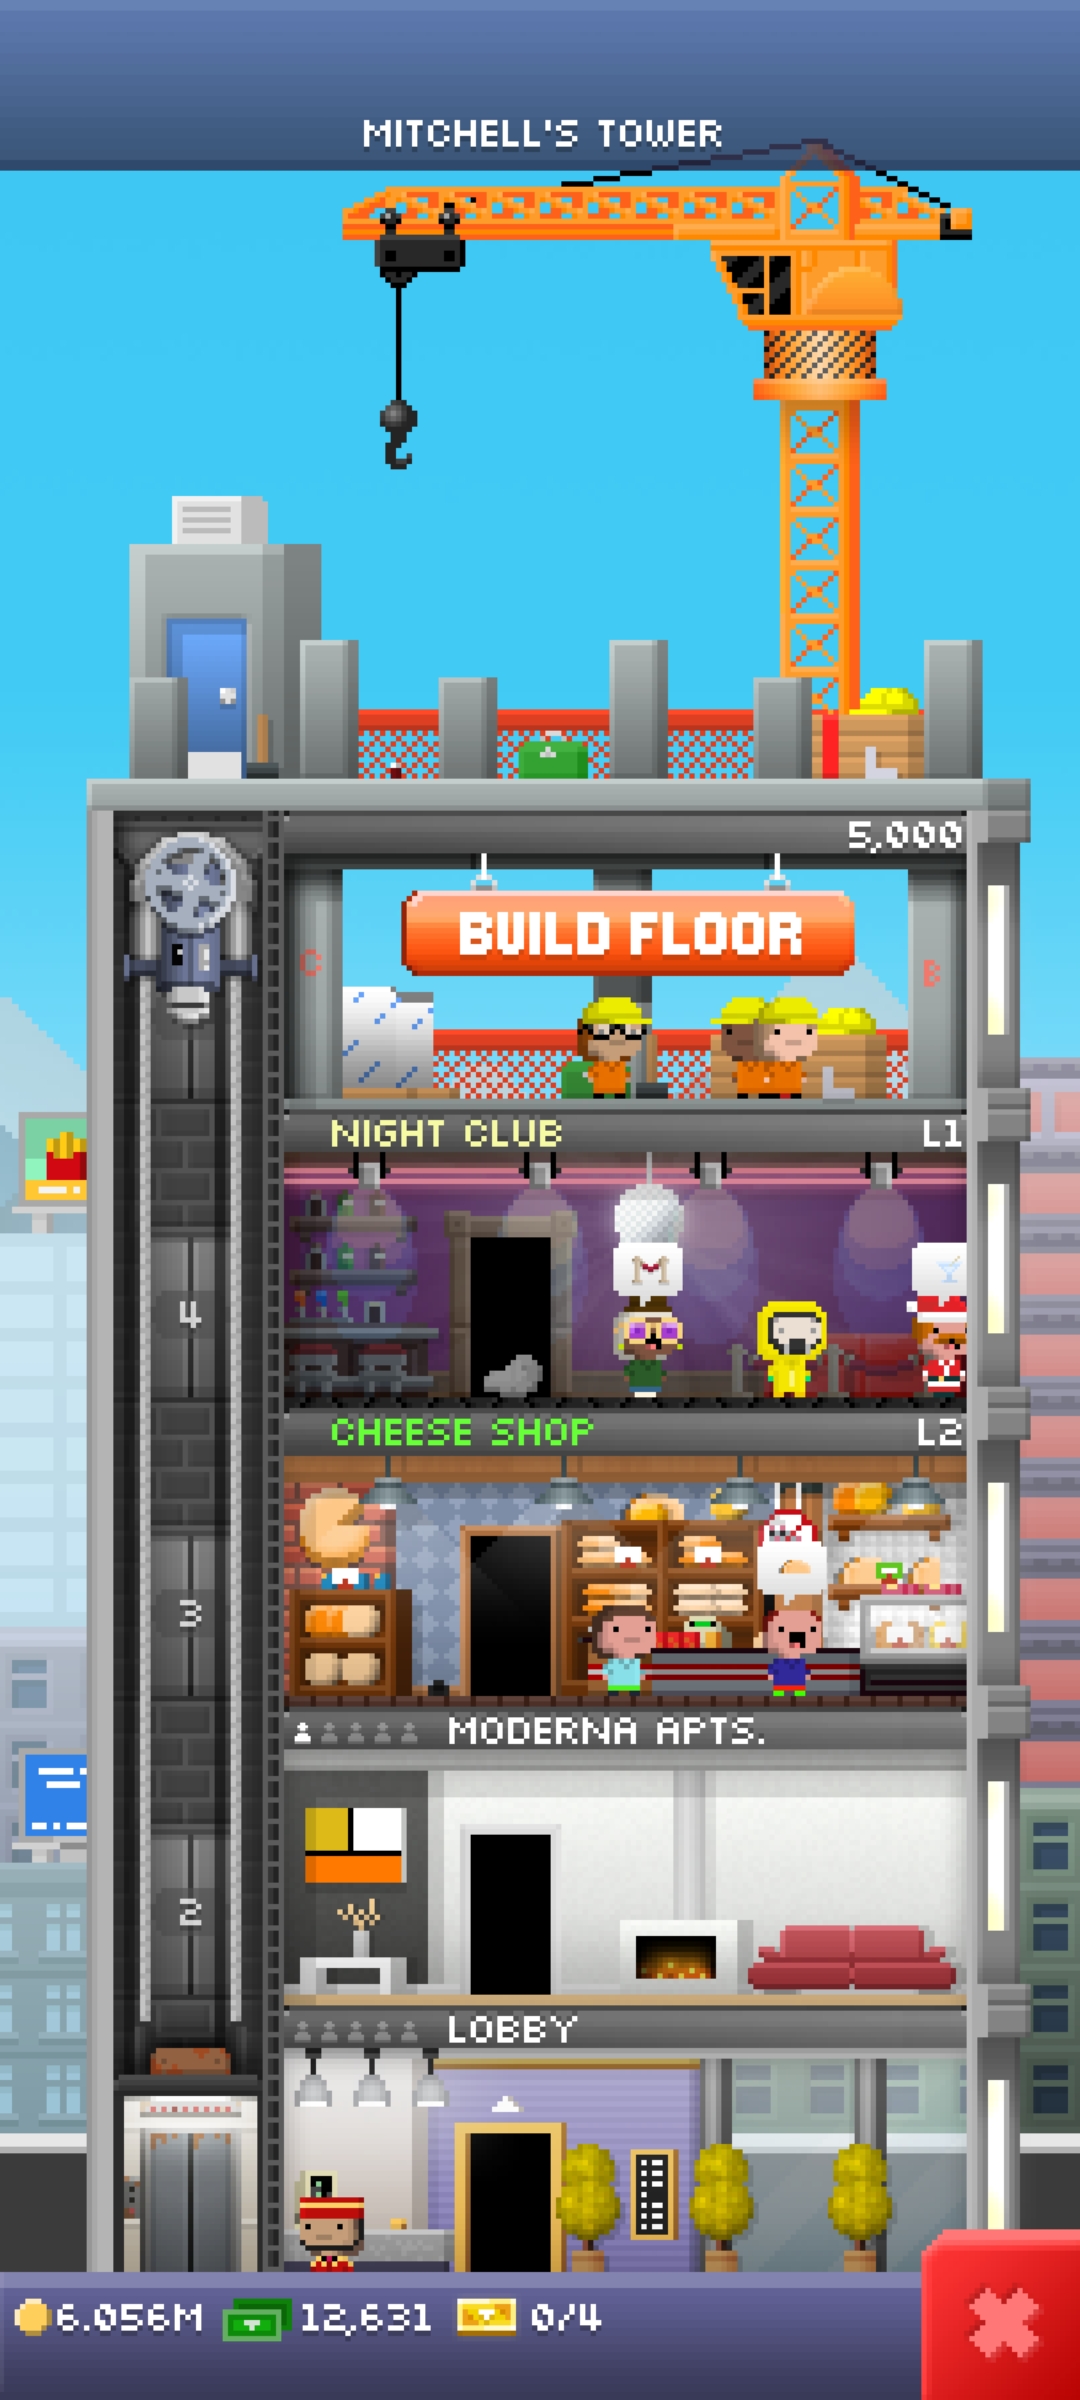 MITCHELL'S TOWER
5,000
BUILD FLOOR
C
B
NIGHT CLUB
L1
M
4
CHEESE SHOP
L2
3
MODERNA APTS.
2
LOBBY
6.056M
12,631
0/4